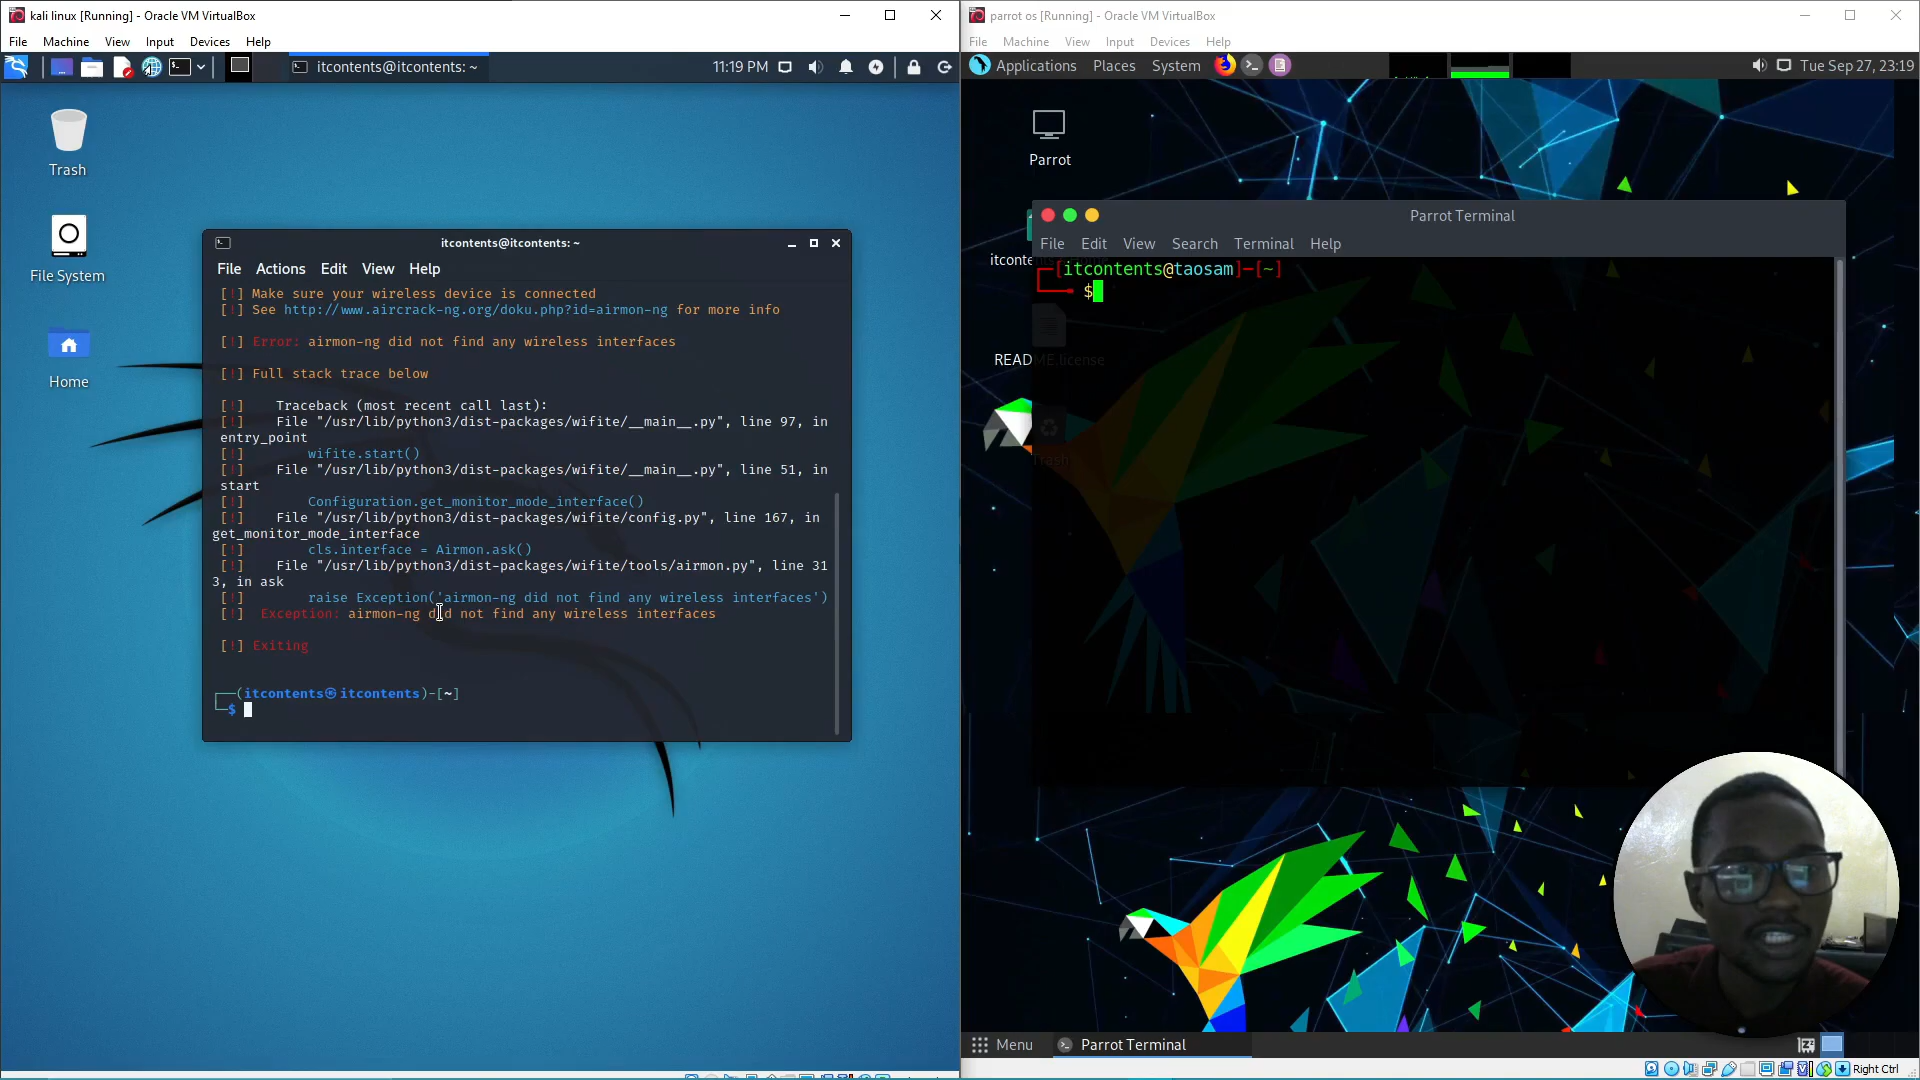 kali linux [Running] - Oracle VM VirtualBox
File Machine View Input Devices Help
itcontents@itcontents: ~
11:19 PM
Trash
File System
Home
itcontents@itcontents: ~
File Actions Edit View Help
[!] Make sure your wireless device is connected
[!] See http://www.aircrack-ng.org/doku.php?id=airmon-ng for more info
[!] Error: airmon-ng did not find any wireless interfaces
[!] Full stack trace below
[!] Traceback (most recent call last):
[!] File "/usr/lib/python3/dist-packages/wifite/__main__.py", line 97, in
entry_point
[!] wifite.start()
[!] File "/usr/lib/python3/dist-packages/wifite/__main__.py", line 51, in
start
[!] Configuration.get_monitor_mode_interface()
[!] File "/usr/lib/python3/dist-packages/wifite/config.py", line 167, in
get_monitor_mode_interface
[!] cls.interface = Airmon.ask()
[!] File "/usr/lib/python3/dist-packages/wifite/tools/airmon.py", line 31
3, in ask
[!] raise Exception('airmon-ng did not find any wireless interfaces')
[!] Exception: airmon-ng did not find any wireless interfaces
[!] Exiting
┌──(itcontents㉿itcontents)-[~]
└─$
parrot os [Running] - Oracle VM VirtualBox
File Machine View Input Devices Help
Applications Places System
Tue Sep 27, 23:19
Parrot
README.license
Trash
Parrot Terminal
File Edit View Search Terminal Help
┌─[itcontents@taosam]─[~]
└──╼ $
Menu
Parrot Terminal
Right Ctrl